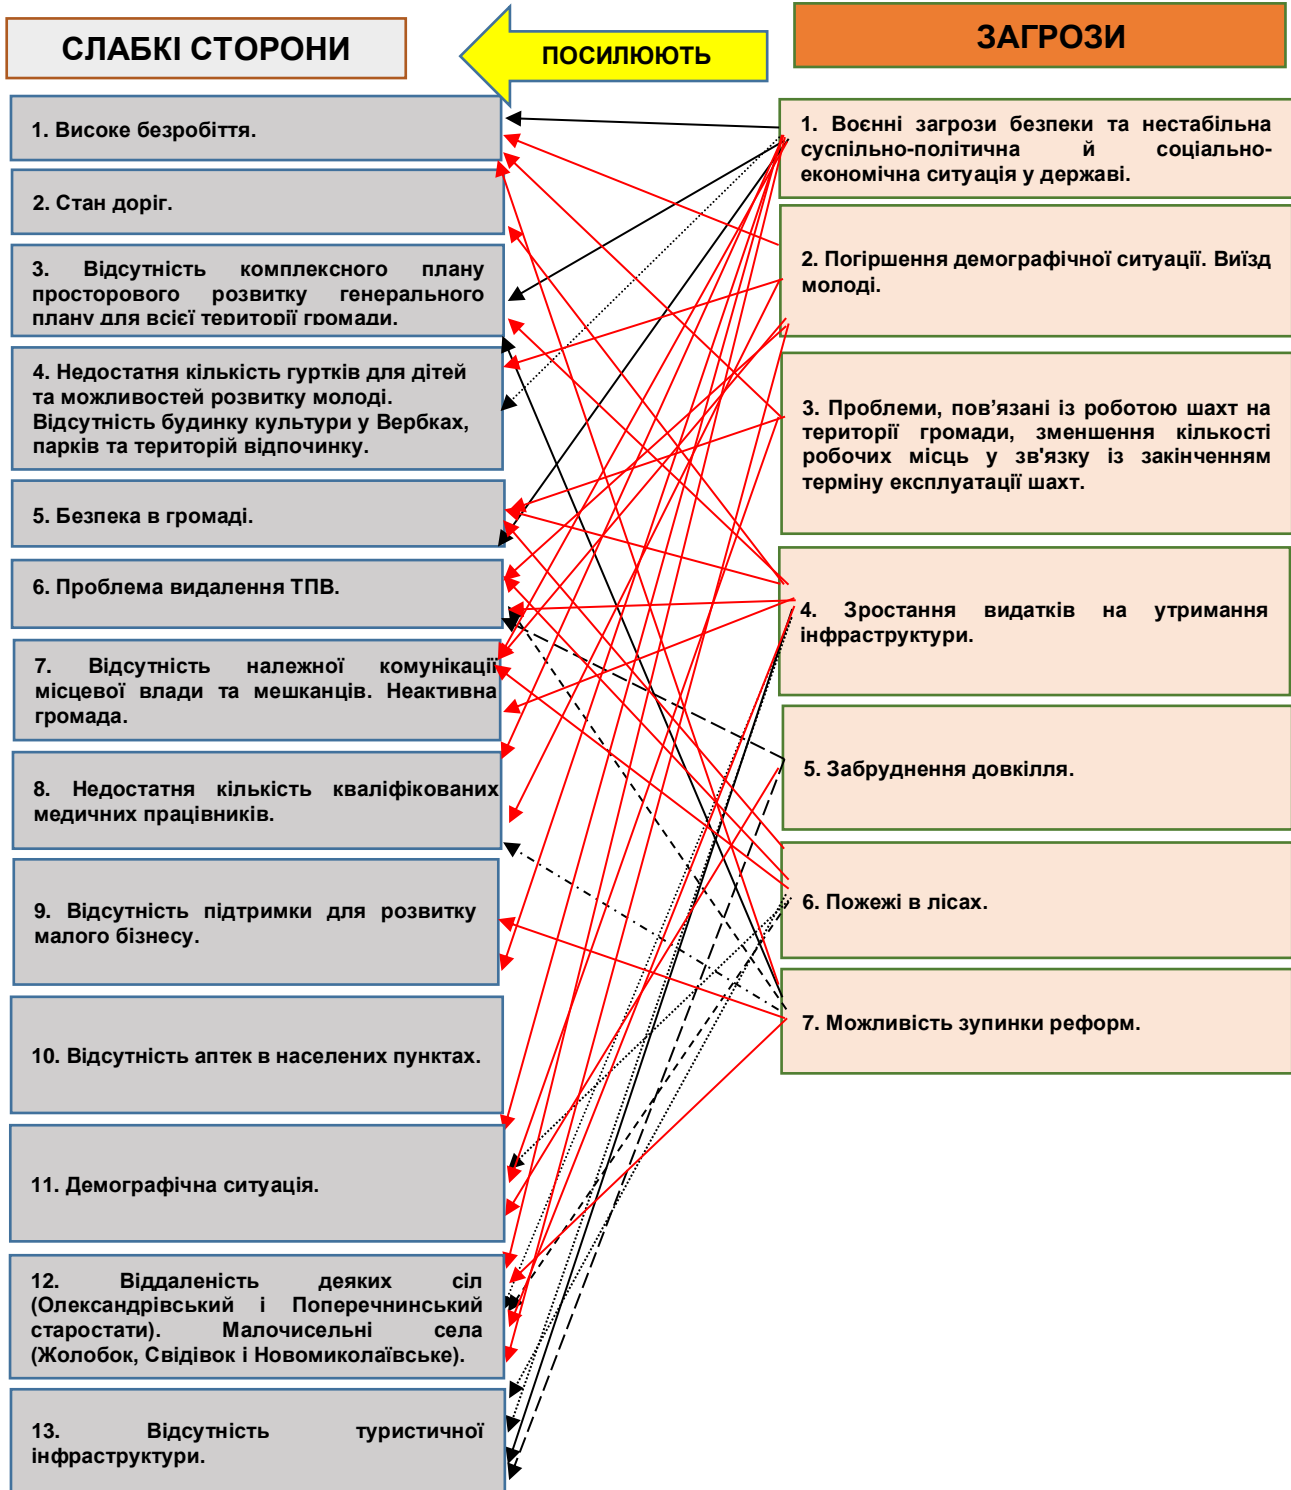 СЛАБКІ СТОРОНИ
ПОСИЛЮЮТЬ
ЗАГРОЗИ
1. Високе безробіття.
2. Стан доріг.
3. Відсутність комплексного плану
просторового розвитку генерального
плану для всієї території громади.
4. Недостатня кількість гуртків для дітей
та можливостей розвитку молоді.
Відсутність будинку культури у Вербках,
парків та територій відпочинку.
5. Безпека в громаді.
6. Проблема видалення ТПВ.
7. Відсутність належної комунікації
місцевої влади та мешканців. Неактивна
громада.
8. Недостатня кількість кваліфікованих
медичних працівників.
9. Відсутність підтримки для розвитку
малого бізнесу.
10. Відсутність аптек в населених пунктах.
11. Демографічна ситуація.
12. Віддаленість деяких сіл
(Олександрівський і Поперечнинський
старостати). Малочисельні села
(Жолобок, Свідівок і Новомиколаївське).
13. Відсутність туристичної
інфраструктури.
1. Воєнні загрози безпеки та нестабільна
суспільно-політична й соціально-
економічна ситуація у державі.
2. Погіршення демографічної ситуації. Виїзд
молоді.
3. Проблеми, пов’язані із роботою шахт на
території громади, зменшення кількості
робочих місць у зв'язку із закінченням
терміну експлуатації шахт.
4. Зростання видатків на утримання
інфраструктури.
5. Забруднення довкілля.
6. Пожежі в лісах.
7. Можливість зупинки реформ.